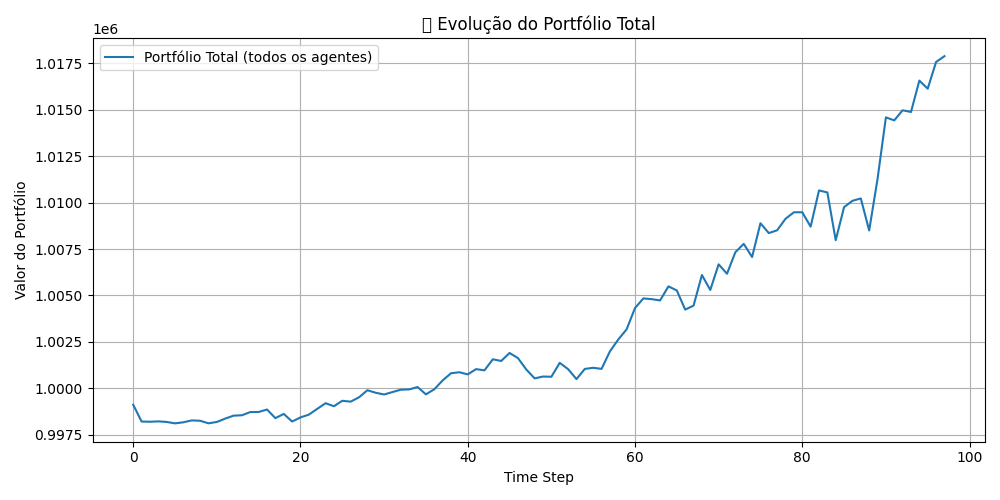 ▯ Evolução do Portfólio Total
1e6
Portfólio Total (todos os agentes)
1.0175
1.0150
1.0125
1.0100
1.0075
1.0050
1.0025
1.0000
0.9975
Valor do Portfólio
0 20 40 60 80 100
Time Step